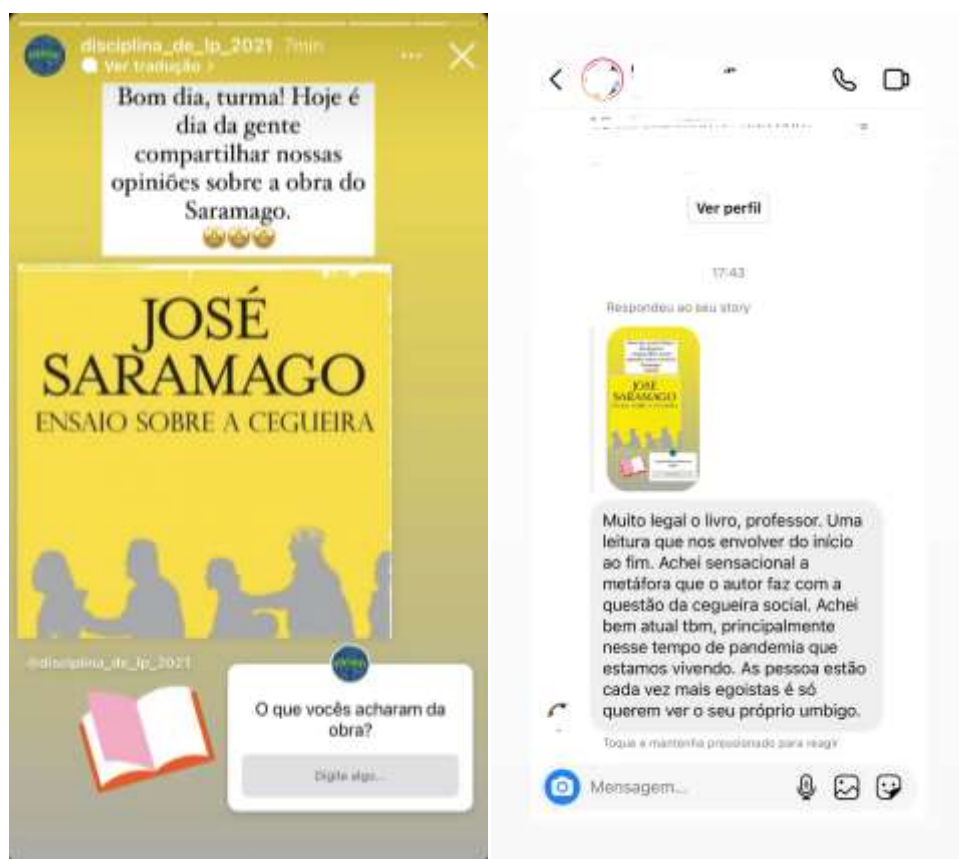 disciplina_de_lp_2021 7min
Ver tradução >
Bom dia, turma! Hoje é
dia da gente
compartilhar nossas
opiniões sobre a obra do
Saramago.
🤩🤩🤩
JOSÉ
SARAMAGO
ENSAIO SOBRE A CEGUEIRA
@disciplina_de_lp_2021
O que vocês acharam da
obra?
Digite algo...
Ver perfil
17:43
Respondeu ao seu story
JOSÉ
SARAMAGO
Muito legal o livro, professor. Uma
leitura que nos envolver do início
ao fim. Achei sensacional a
metáfora que o autor faz com a
questão da cegueira social. Achei
bem atual tbm, principalmente
nesse tempo de pandemia que
estamos vivendo. As pessoa estão
cada vez mais egoistas é só
querem ver o seu próprio umbigo.
Toque e mantenha pressionado para reagir
Mensagem...